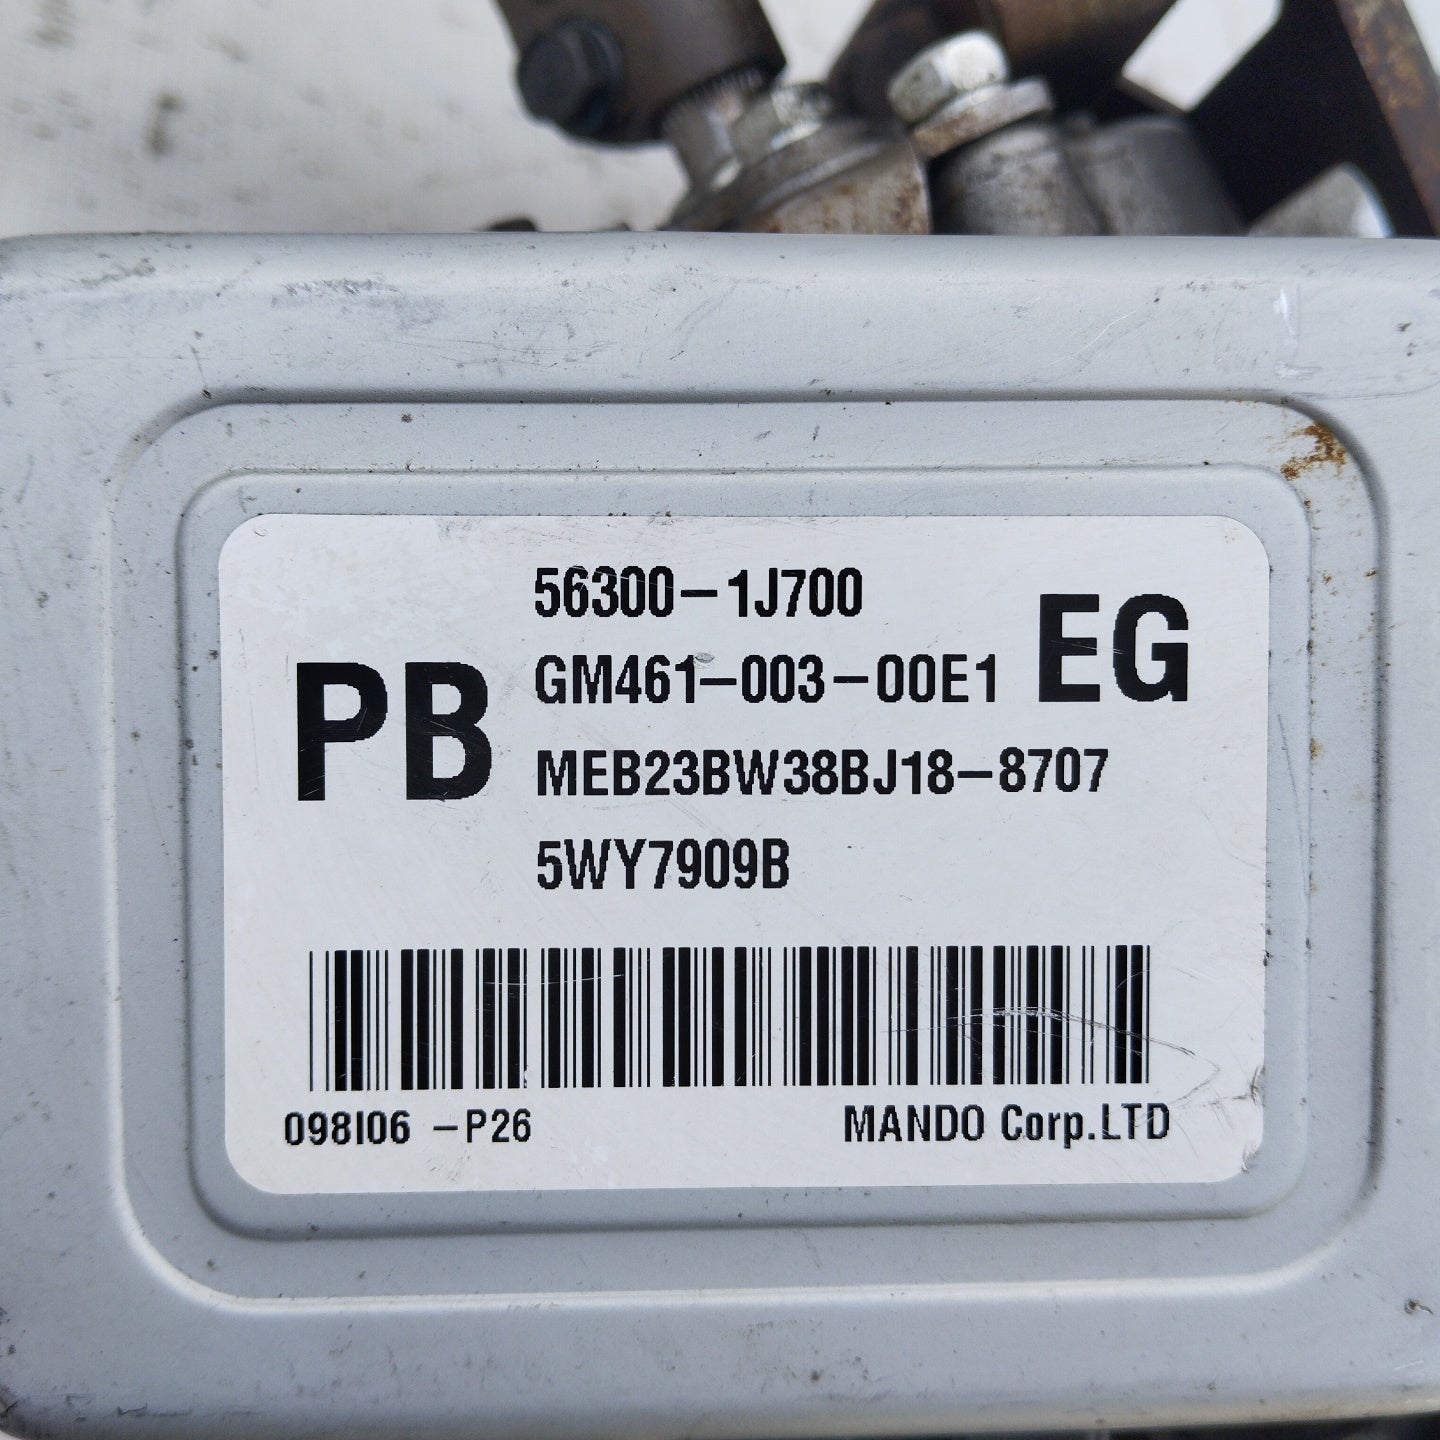 56300-1J700
EG
GM461-003-00E1
PB
MEB23BW38BJ18-8707
5WY7909B
098I06 -P26
MANDO Corp.LTD